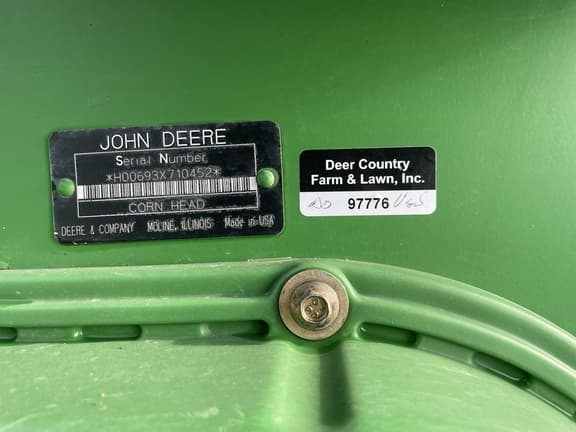 JOHN DEERE
Serial Number
*H00693X710452*
CORN HEAD
DEERE & COMPANY MOLINE, ILLINOIS Made in USA
Deer Country
Farm & Lawn, Inc.
97776